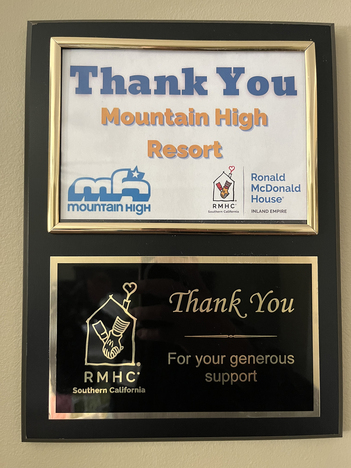 Thank You
Mountain High
Resort
mh
mountain high
RMHC
Southern California
Ronald
McDonald
House®
INLAND EMPIRE
Thank You
For your generous
support
RMHC®
Southern California